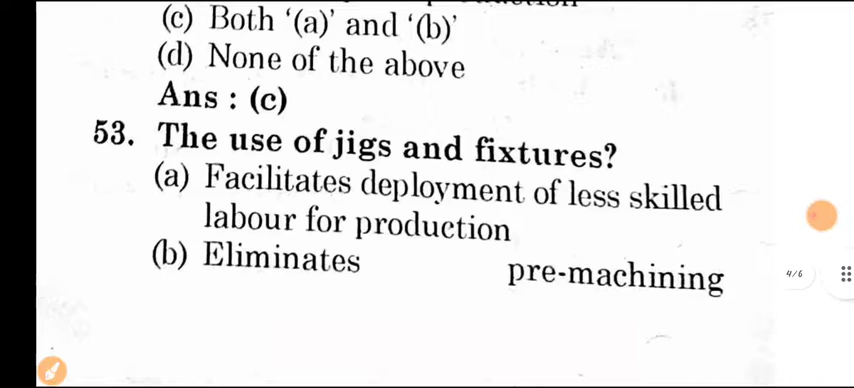 (c) Both ‘(a)’ and ‘(b)’
(d) None of the above
Ans : (c)
53. The use of jigs and fixtures?
(a) Facilitates deployment of less skilled
labour for production
(b) Eliminates pre-machining
4/6